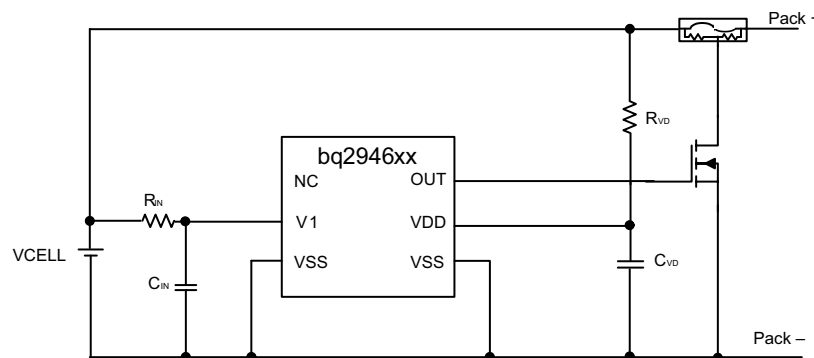 Pack +
RVD
bq2946xx
NC OUT
RIN
V1 VDD
VCELL
VSS VSS
CIN CVD
Pack –